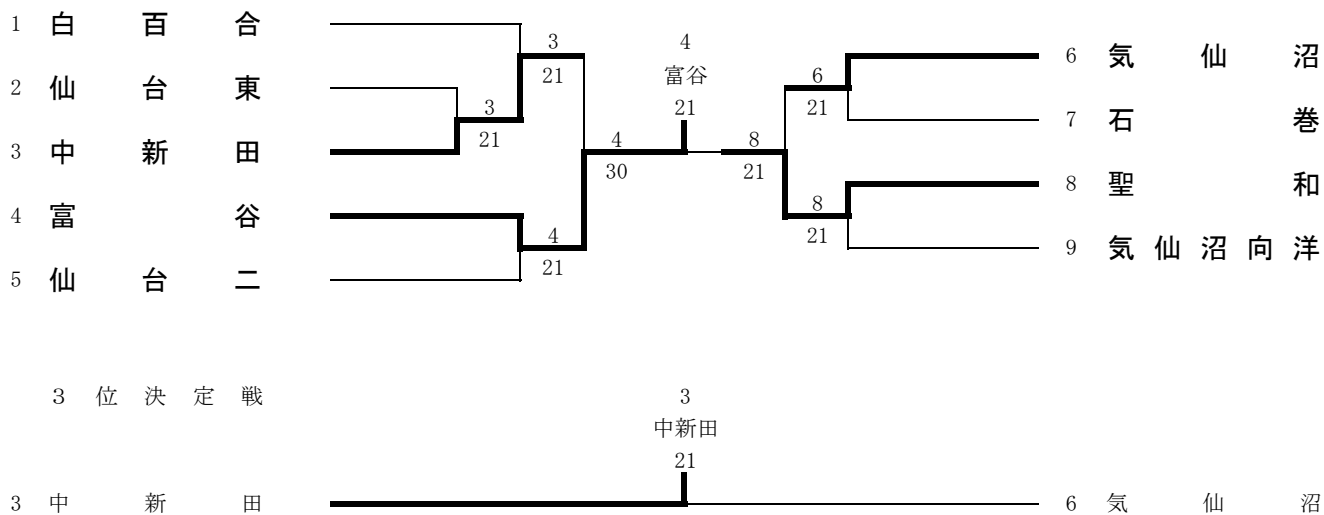 1 白百合
2 仙台東
3 中新田
4 富谷
5 仙台二
3
21
3
21
4
21
4
30
4
富谷
21
8
21
6
21
8
21
6 気仙沼
7 石巻
8 聖和
9 気仙沼向洋
3位決定戦
3
中新田
21
3 中新田
6 気仙沼